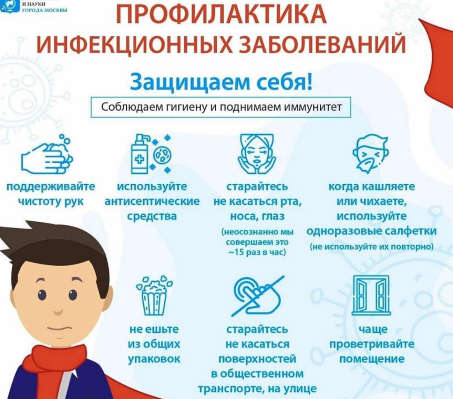 И НАУКИ
ГОРОДА МОСКВЫ
ПРОФИЛАКТИКА
ИНФЕКЦИОННЫХ ЗАБОЛЕВАНИЙ
Защищаем себя!
Соблюдаем гигиену и поднимаем иммунитет
поддерживайте
чистоту рук
используйте
антисептические
средства
старайтесь
не касаться рта,
носа, глаз
(неосознанно мы
совершаем это
~15 раз в час)
когда кашляете
или чихаете,
используйте
одноразовые салфетки
(не используйте их повторно)
не ешьте
из общих
упаковок
старайтесь
не касаться
поверхностей
в общественном
транспорте, на улице
чаще
проветривайте
помещение